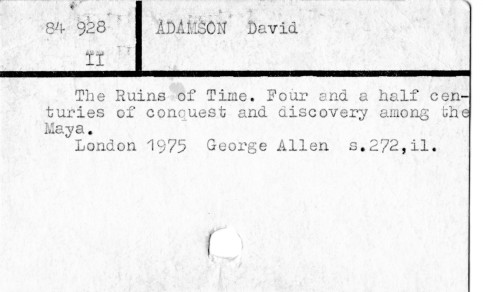 84 928 ADAMSON David
II
The Ruins of Time. Four and a half cen-
turies of conquest and discovery among the
Maya.
London 1975 George Allen s.272,il.